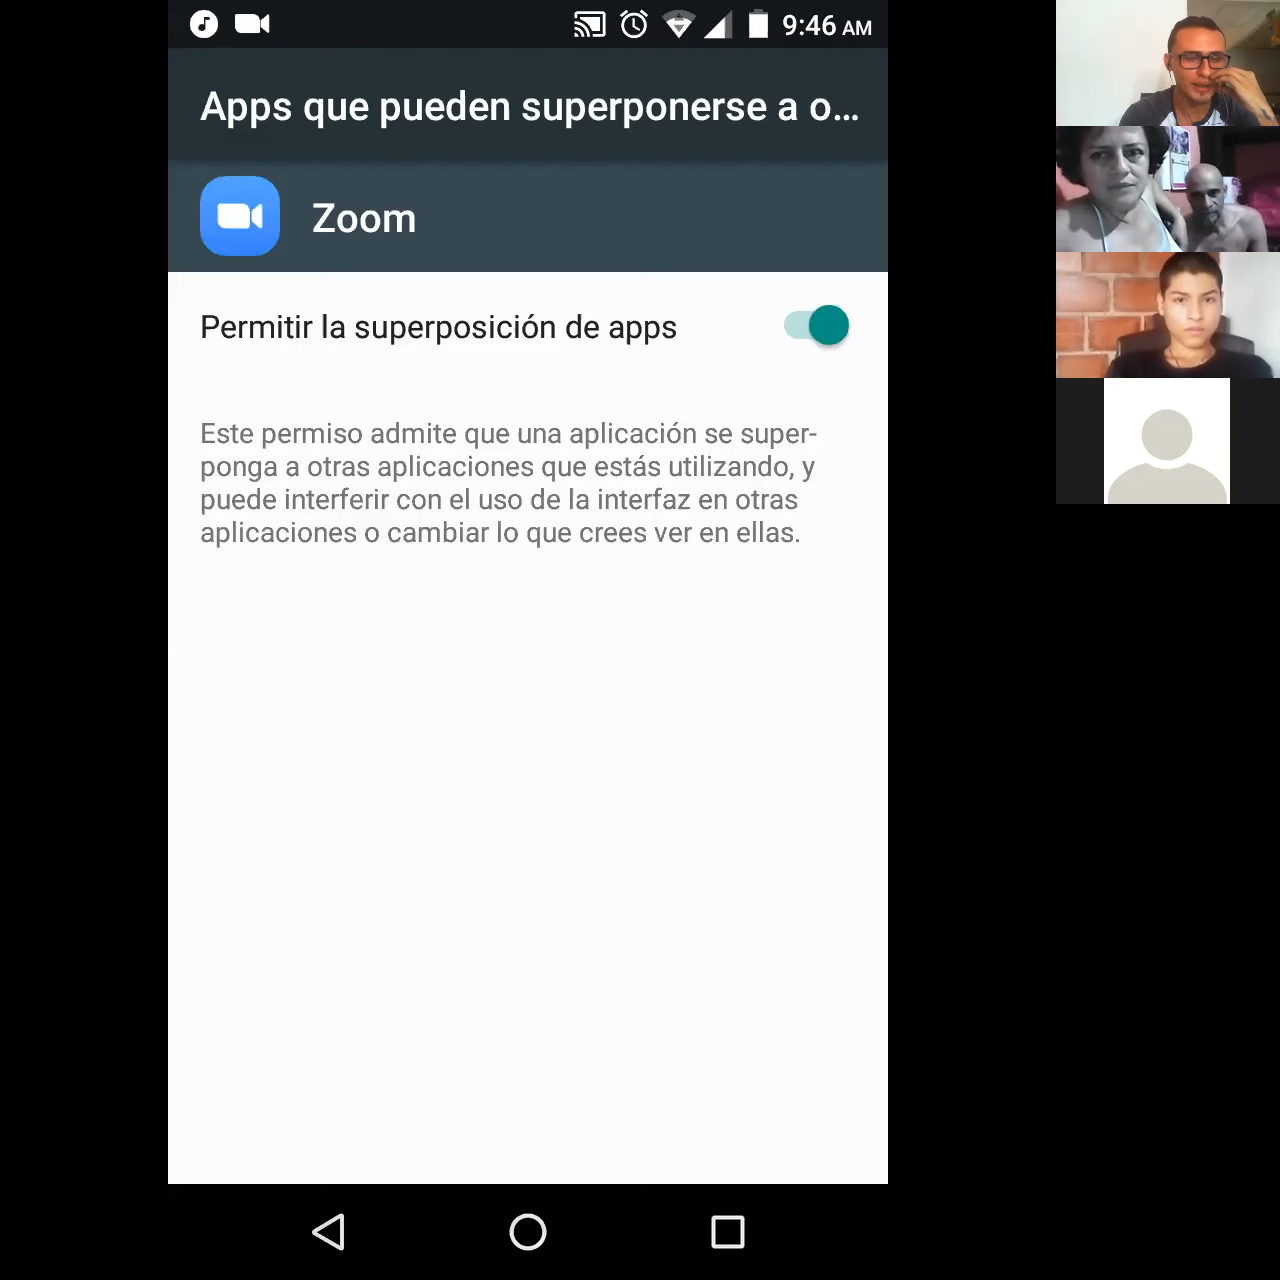 9:46 AM
Apps que pueden superponerse a o...
Zoom
Permitir la superposición de apps
Este permiso admite que una aplicación se super-
ponga a otras aplicaciones que estás utilizando, y
puede interferir con el uso de la interfaz en otras
aplicaciones o cambiar lo que crees ver en ellas.